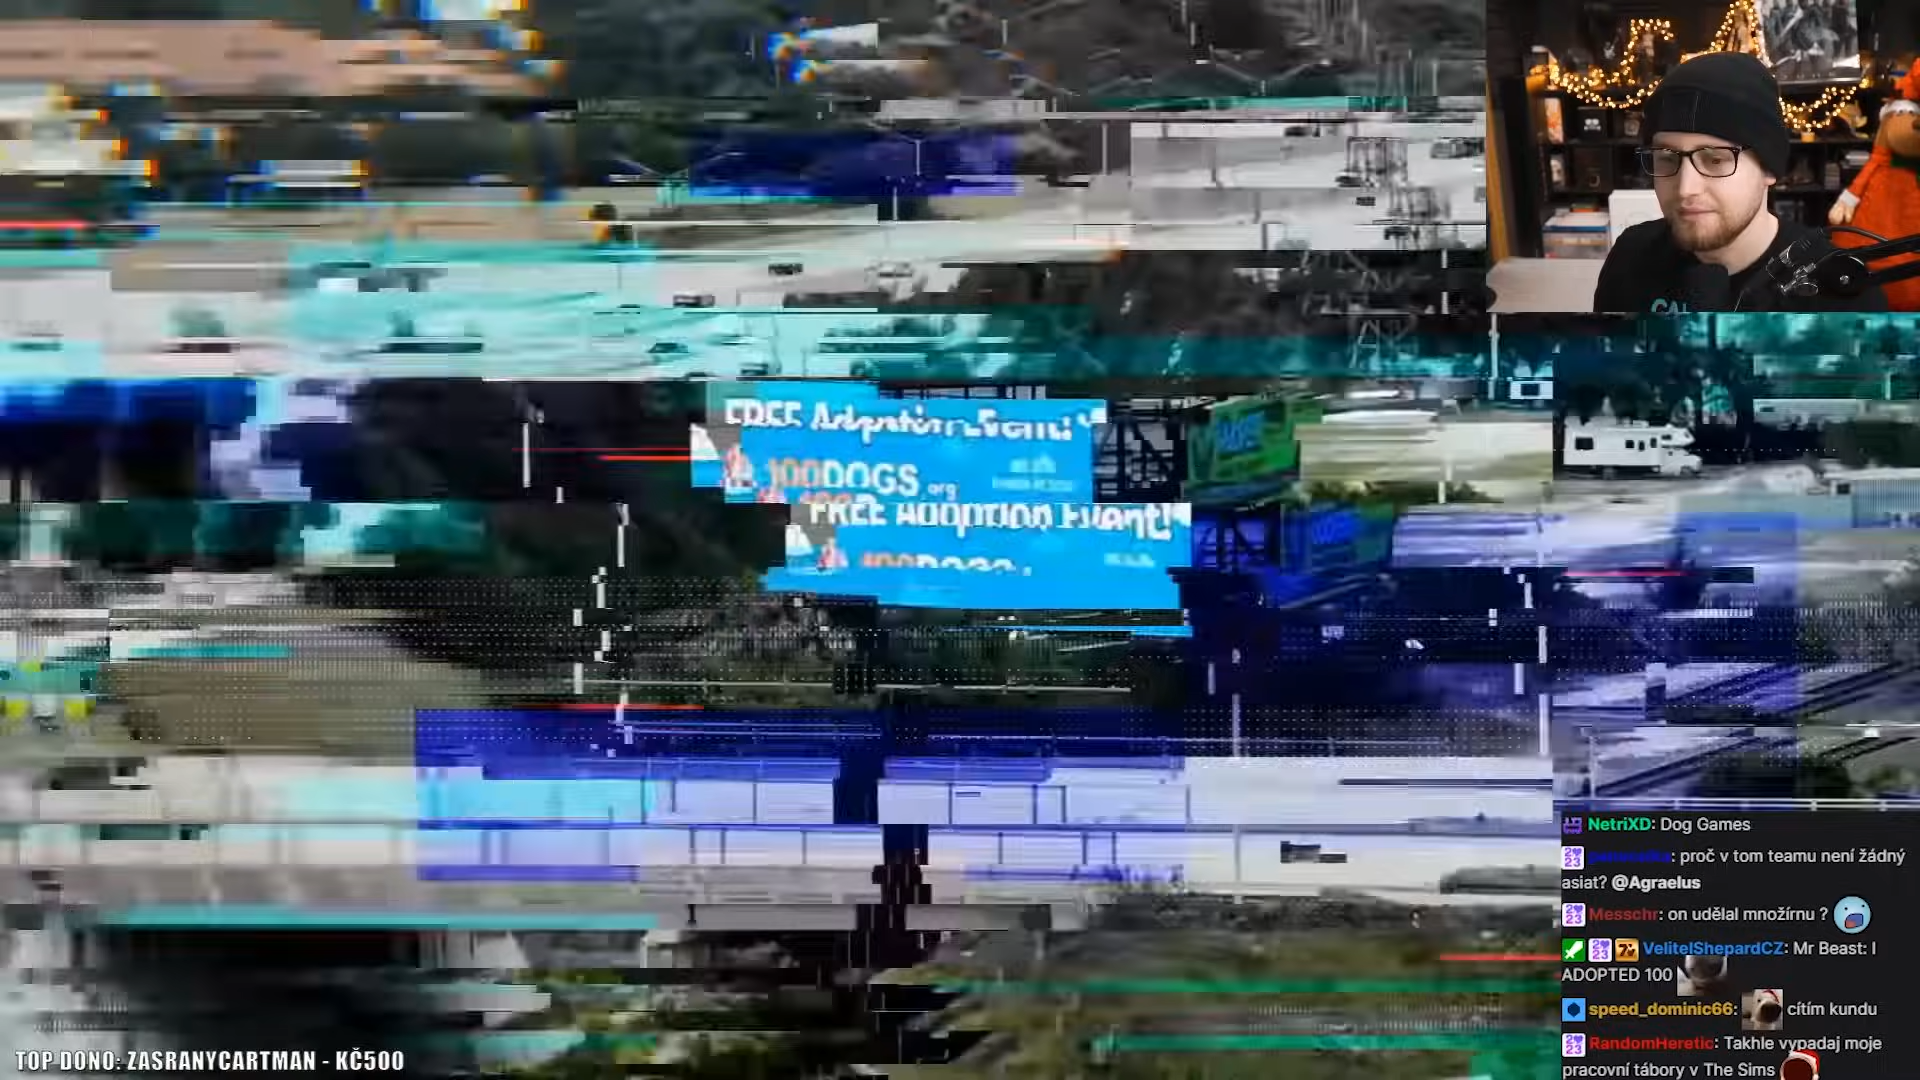 FREE Adoption Event!
100DOGS.org
FREE Adoption Event!
100DOGS
NetriXD: Dog Games
: proč v tom teamu není žádný
asiat? @Agraelus
Messchr: on udělal množírnu ?
VelitelShepardCZ: Mr Beast: I
ADOPTED 100
speed_dominic66: cítím kundu
RandomHeretic: Takhle vypadaj moje
pracovní tábory v The Sims
TOP DONO: ZASRANYCARTMAN - KČ500